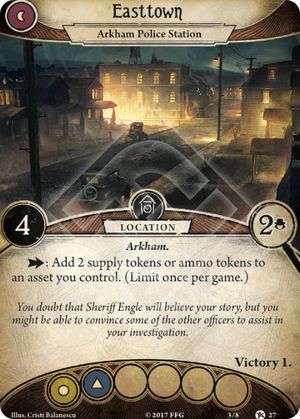 Easttown
Arkham Police Station
4
2
LOCATION
Arkham.
: Add 2 supply tokens or ammo tokens to
an asset you control. (Limit once per game.)
You doubt that Sheriff Engle will believe your story, but you
might be able to convince some of the other officers to assist in
your investigation.
Victory 1.
Illus. Cristi Balanescu
© 2017 FFG
3/8
27